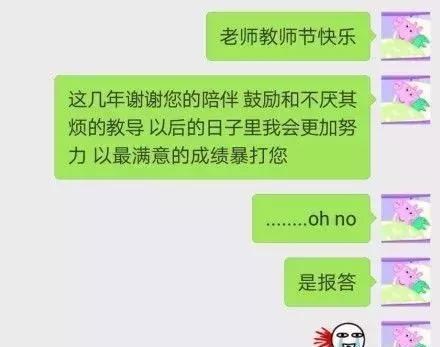 老师教师节快乐
这几年谢谢您的陪伴 鼓励和不厌其
烦的教导 以后的日子里我会更加努
力 以最满意的成绩暴打您
........oh no
是报答